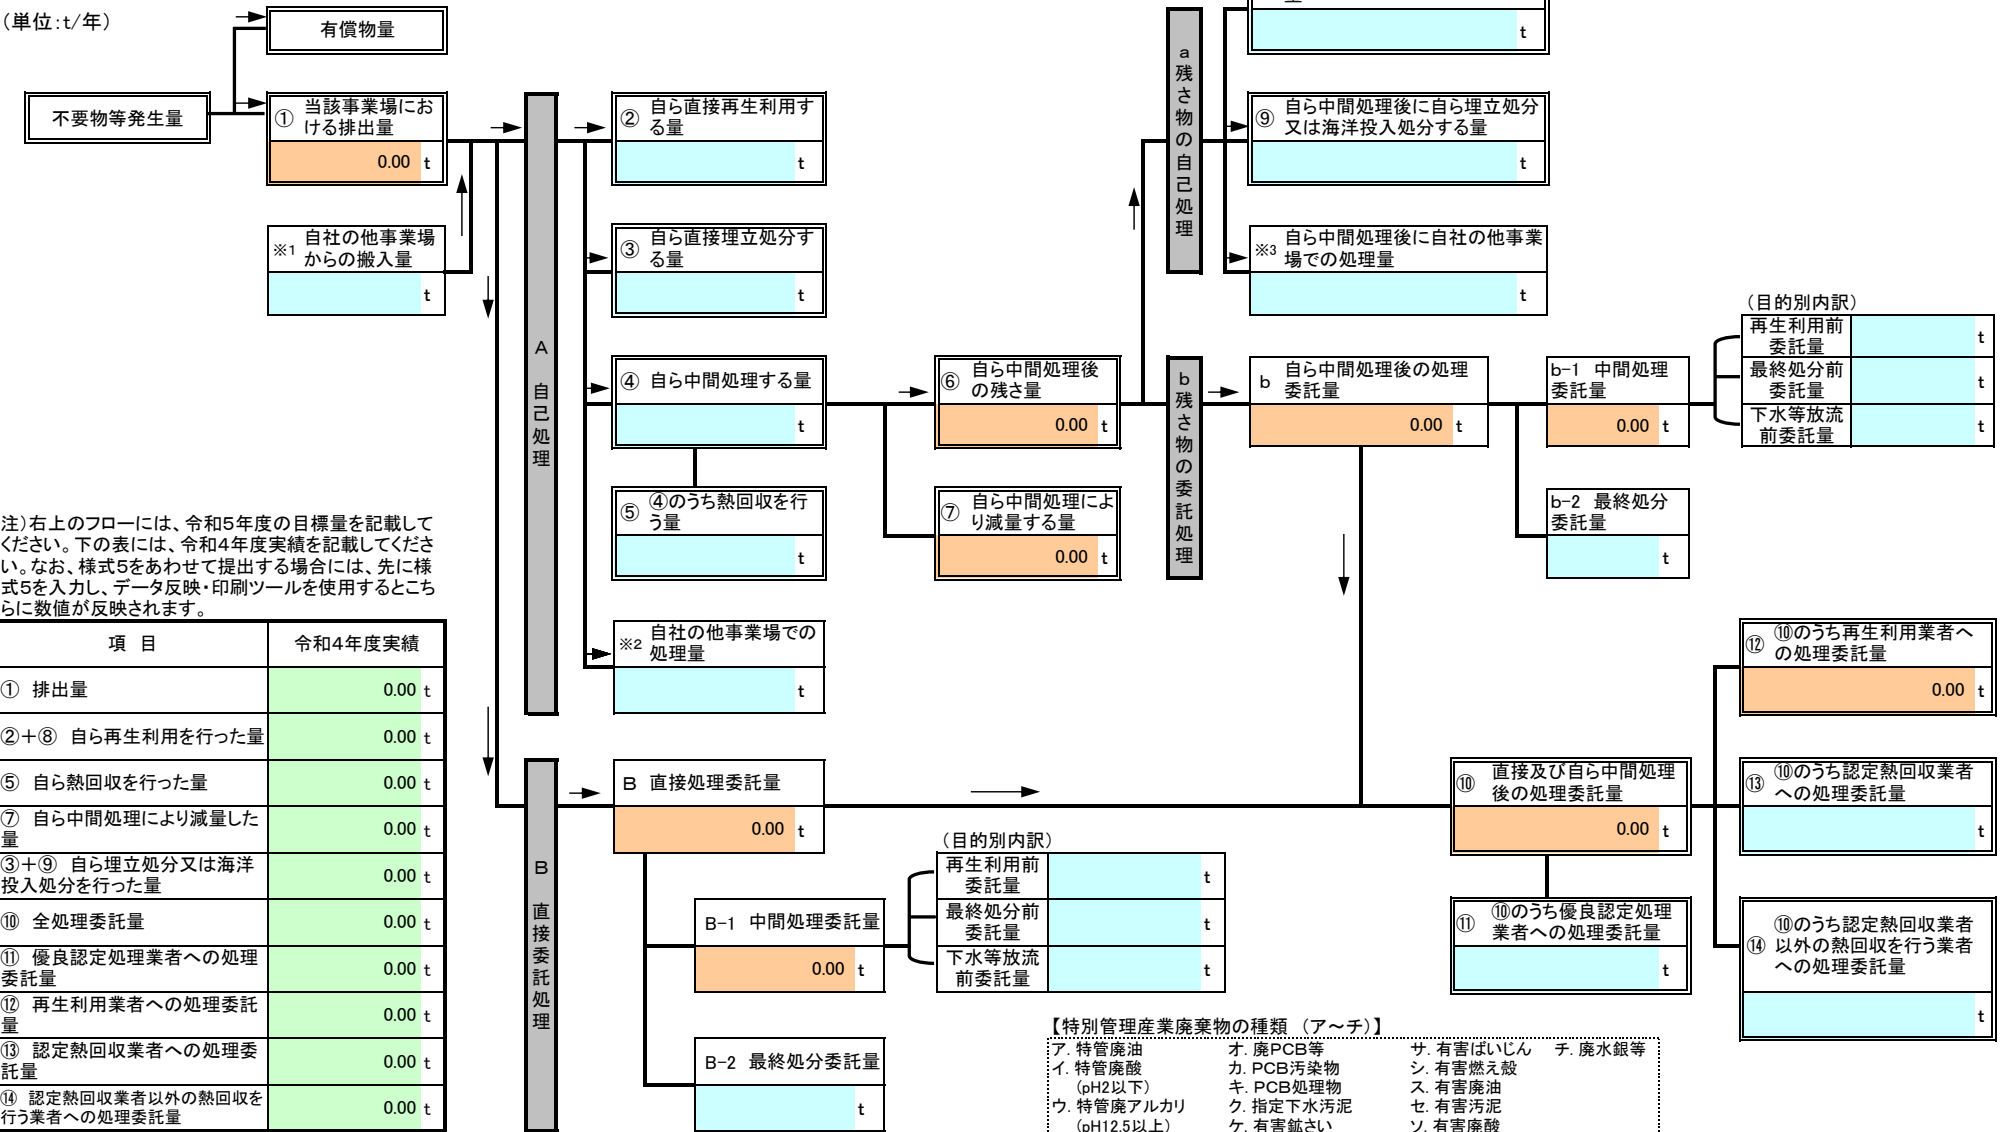 (単位:t/年)
有償物量
不要物等発生量
①
当該事業場にお
ける排出量
0.00 t
※1
自社の他事業場
からの搬入量
t
A
自己処理
②
自ら直接再生利用す
る量
t
③
自ら直接埋立処分す
る量
t
④ 自ら中間処理する量
t
⑤
④のうち熱回収を行
う量
t
※2
自社の他事業場での
処理量
t
⑥
自ら中間処理後
の残さ量
0.00 t
⑦
自ら中間処理によ
り減量する量
0.00 t
a残さ物の自己処理
t
⑨
自ら中間処理後に自ら埋立処分
又は海洋投入処分する量
t
※3
自ら中間処理後に自社の他事業
場での処理量
t
b残さ物の委託処理
b
自ら中間処理後の処理
委託量
0.00 t
b-1 中間処理
委託量
0.00 t
(目的別内訳)
再生利用前
委託量
t
最終処分前
委託量
t
下水等放流
前委託量
t
b-2 最終処分
委託量
t
注)右上のフローには、令和5年度の目標量を記載して
ください。下の表には、令和4年度実績を記載してくださ
い。なお、様式5をあわせて提出する場合には、先に様
式5を入力し、データ反映・印刷ツールを使用するとこち
らに数値が反映されます。
項 目 令和4年度実績
① 排出量 0.00 t
②+⑧ 自ら再生利用を行った量 0.00 t
⑤ 自ら熱回収を行った量 0.00 t
⑦ 自ら中間処理により減量した
量 0.00 t
③+⑨ 自ら埋立処分又は海洋
投入処分を行った量 0.00 t
⑩ 全処理委託量 0.00 t
⑪ 優良認定処理業者への処理
委託量 0.00 t
⑫ 再生利用業者への処理委託
量 0.00 t
⑬ 認定熱回収業者への処理委
託量 0.00 t
⑭ 認定熱回収業者以外の熱回収を
行う業者への処理委託量 0.00 t
B
直接委託処理
B 直接処理委託量
0.00 t
B-1 中間処理委託量
0.00 t
(目的別内訳)
再生利用前
委託量
t
最終処分前
委託量
t
下水等放流
前委託量
t
B-2 最終処分委託量
t
⑩
直接及び自ら中間処理
後の処理委託量
0.00 t
⑪
⑩のうち優良認定処理
業者への処理委託量
t
⑫
⑩のうち再生利用業者へ
の処理委託量
0.00 t
⑬
⑩のうち認定熱回収業者
への処理委託量
t
⑭
⑩のうち認定熱回収業者
以外の熱回収を行う業者
への処理委託量
t
【特別管理産業廃棄物の種類 (ア~チ)】
ア. 特管廃油 オ. 廃PCB等 サ. 有害ばいじん チ. 廃水銀等
イ. 特管廃酸 カ. PCB汚染物 シ. 有害燃え殻
(pH2以下) キ. PCB処理物 ス. 有害廃油
ウ. 特管廃アルカリ ク. 指定下水汚泥 セ. 有害汚泥
(pH12.5以上) ケ. 有害鉱さい ソ. 有害廃酸